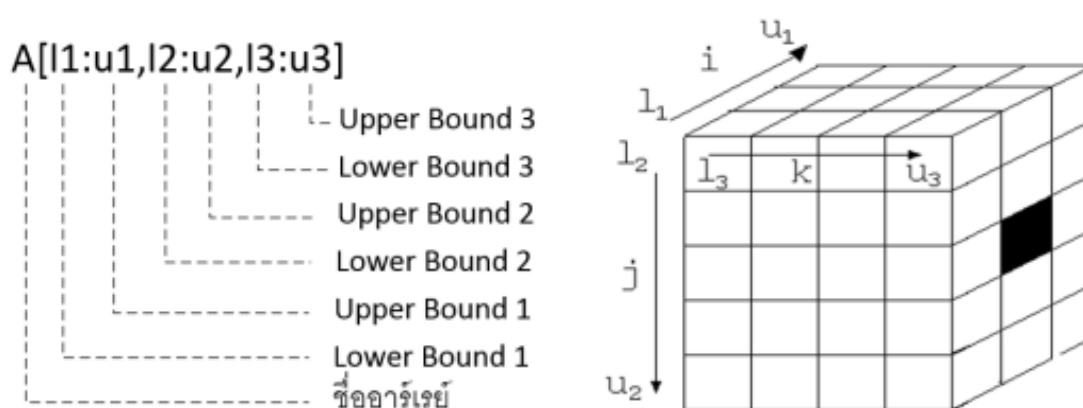 A[l1:u1,l2:u2,l3:u3]
Upper Bound 3
Lower Bound 3
Upper Bound 2
Lower Bound 2
Upper Bound 1
Lower Bound 1
ชื่ออาร์เรย์
u₁
i
l₁
l₂
l₃ k u₃
j
u₂